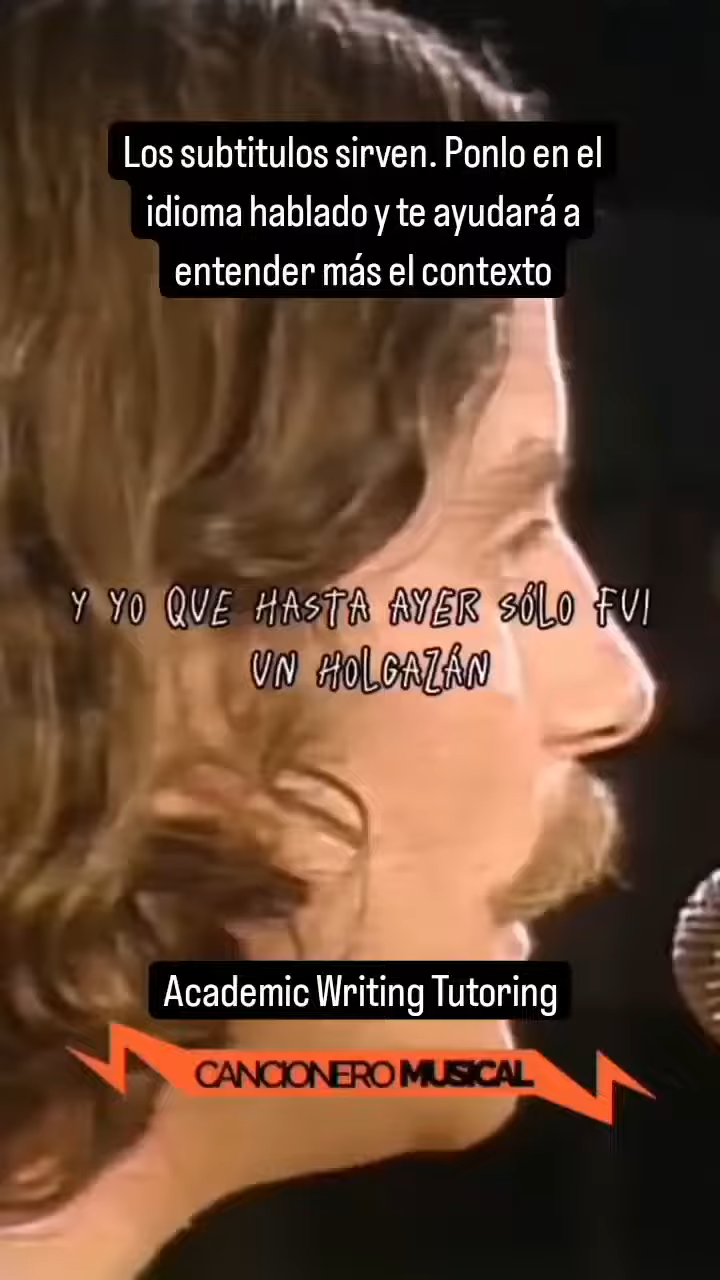 Los subtitulos sirven. Ponlo en el
idioma hablado y te ayudará a
entender más el contexto
Y YO QUE HASTA AYER SÓLO FUI
UN HOLGAZÁN
Academic Writing Tutoring
CANCIONERO MUSICAL